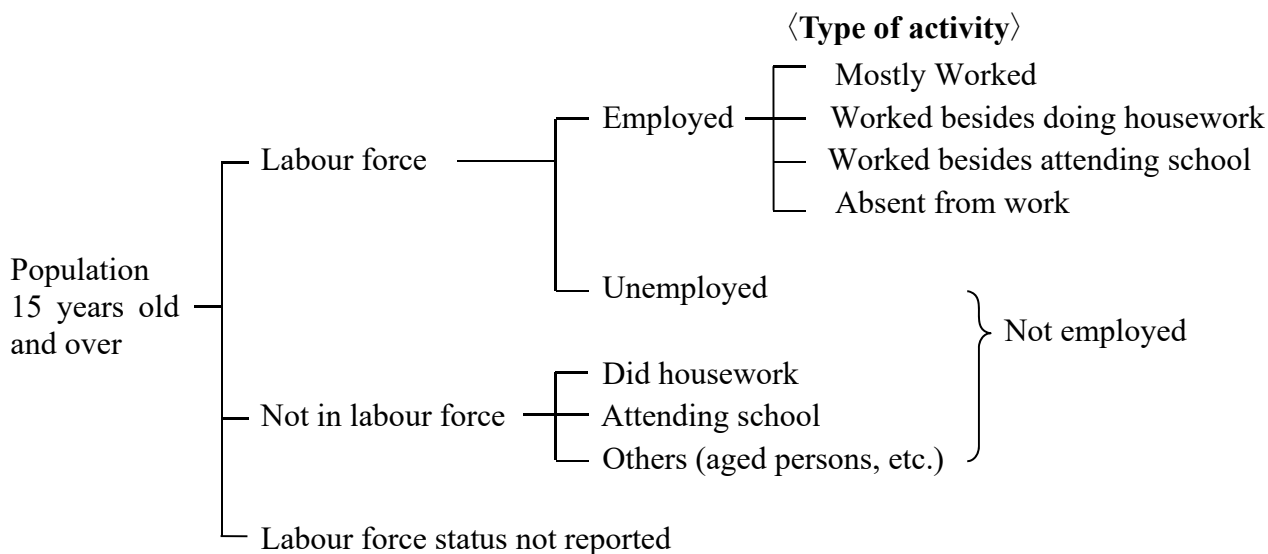 〈Type of activity〉
Mostly Worked
Employed
Worked besides doing housework
Labour force
Worked besides attending school
Absent from work
Population
15 years old
and over
Unemployed
Not employed
Did housework
Not in labour force
Attending school
Others (aged persons, etc.)
Labour force status not reported